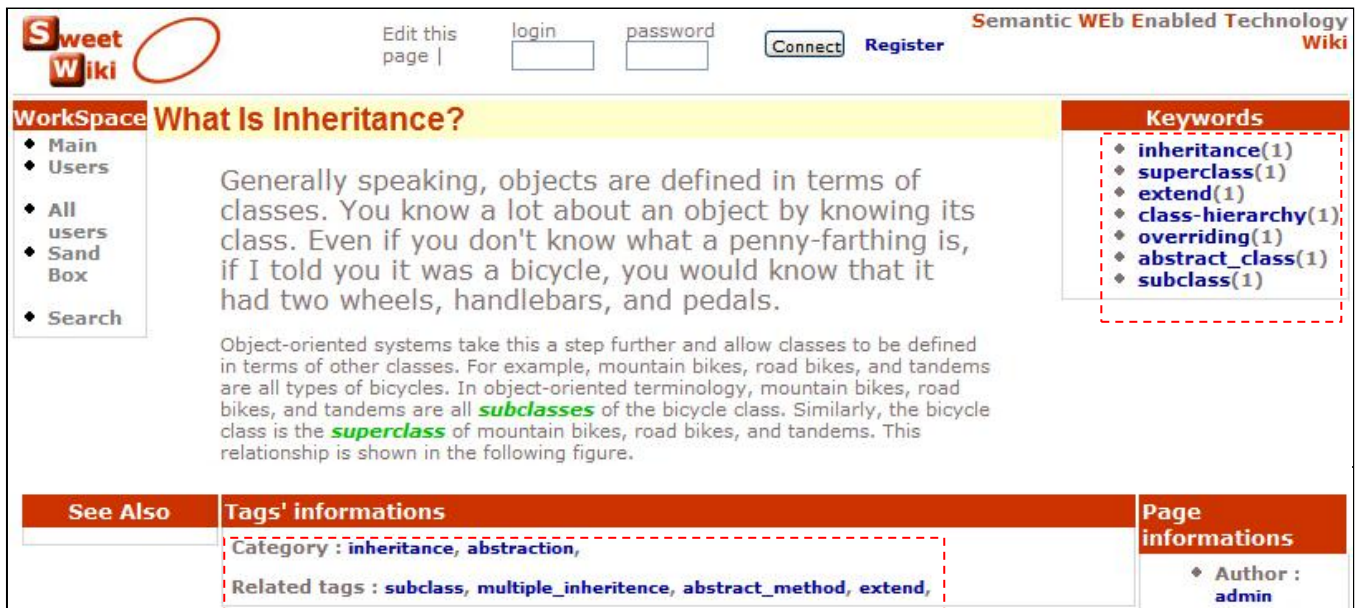 Sweet
Wiki
Edit this
page |
login
password
Connect
Register
Semantic WEb Enabled Technology
Wiki
WorkSpace
Main
Users
All
users
Sand
Box
Search
What Is Inheritance?
Generally speaking, objects are defined in terms of
classes. You know a lot about an object by knowing its
class. Even if you don't know what a penny-farthing is,
if I told you it was a bicycle, you would know that it
had two wheels, handlebars, and pedals.
Object-oriented systems take this a step further and allow classes to be defined
in terms of other classes. For example, mountain bikes, road bikes, and tandems
are all types of bicycles. In object-oriented terminology, mountain bikes, road
bikes, and tandems are all subclasses of the bicycle class. Similarly, the bicycle
class is the superclass of mountain bikes, road bikes, and tandems. This
relationship is shown in the following figure.
Keywords
inheritance(1)
superclass(1)
extend(1)
class-hierarchy(1)
overriding(1)
abstract_class(1)
subclass(1)
See Also
Tags' informations
Category : inheritance, abstraction,
Related tags : subclass, multiple_inheritence, abstract_method, extend,
Page
informations
Author :
admin